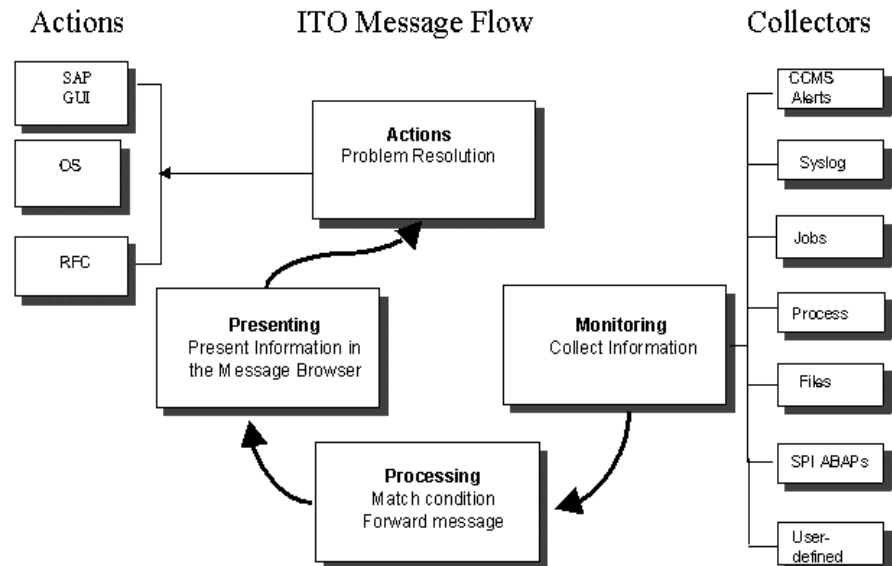 Actions
ITO Message Flow
Collectors
SAP
GUI
OS
RFC
Actions
Problem Resolution
Presenting
Present Information in
the Message Browser
Monitoring
Collect Information
Processing
Match condition
Forward message
CCMS
Alerts
Syslog
Jobs
Process
Files
SPI ABAPs
User-
defined